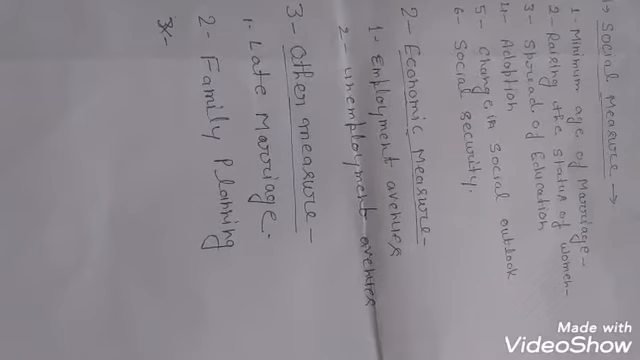 1- Social Measure →
1- Minimum age of Marriage-
2- Raising the status of women-
3- Spread of Education
4- Adoption
5- Change in Social outlook
6- Social Security.
2- Economic Measure-
1- Employment avenues
2- unemployment avenues
3- Other measure-
1. Late Marriage.
2- Family Planning
3x-
Made with
VideoShow